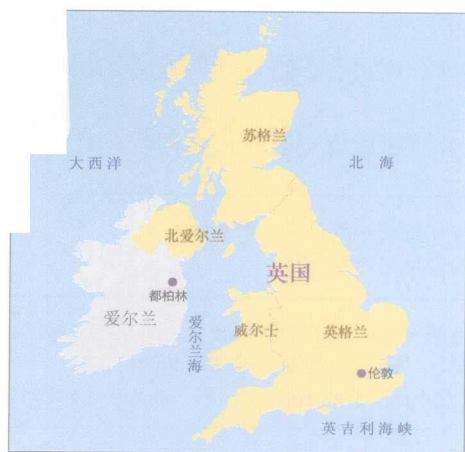 苏格兰
大西洋
北海
北爱尔兰
英国
都柏林
爱尔兰
爱尔兰海
威尔士
英格兰
伦敦
英吉利海峡